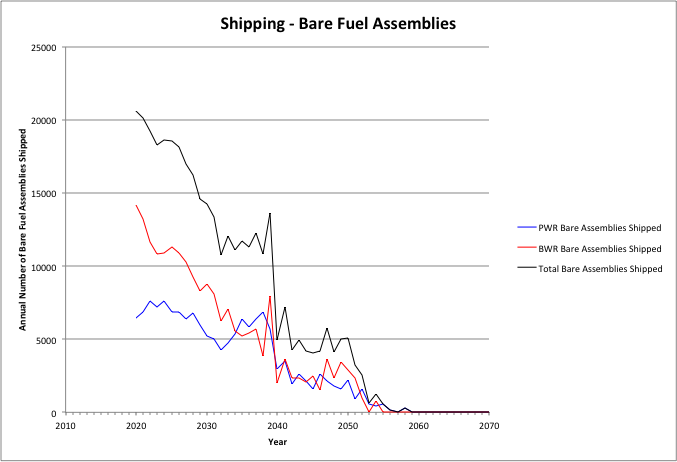 Shipping - Bare Fuel Assemblies
25000
20000
15000
10000
5000
0
Annual Number of Bare Fuel Assemblies Shipped
2010 2020 2030 2040 2050 2060 2070
Year
PWR Bare Assemblies Shipped
BWR Bare Assemblies Shipped
Total Bare Assemblies Shipped